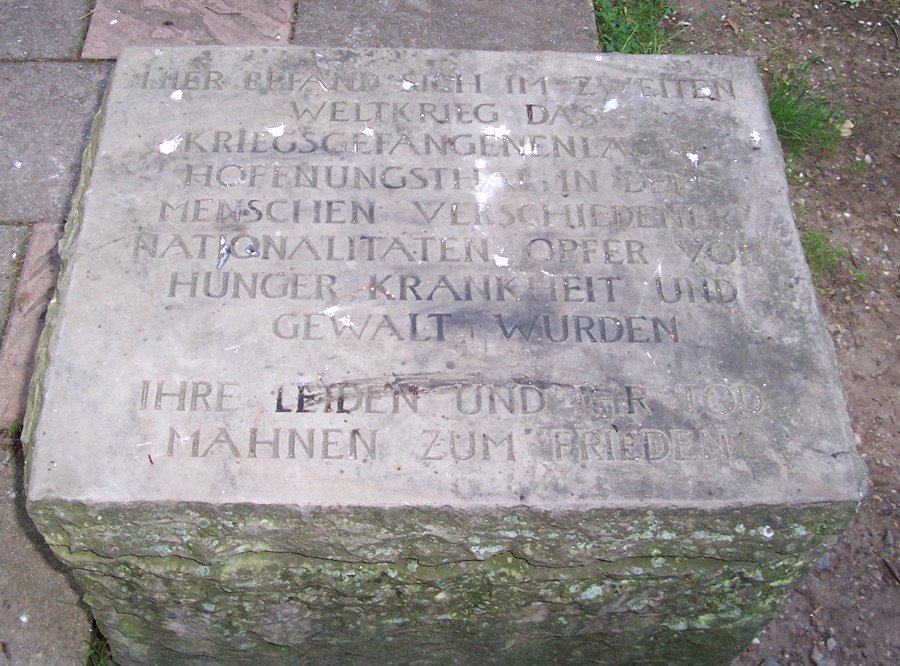 HIER BEFAND SICH IM ZWEITEN
WELTKRIEG DAS
KRIEGSGEFANGENENLAGER
HOFFNUNGSTHAL, IN DEM
MENSCHEN VERSCHIEDENER
NATIONALITÄTEN OPFER VON
HUNGER KRANKHEIT UND
GEWALT WURDEN
IHRE LEIDEN UND IHR TOD
MAHNEN ZUM FRIEDEN